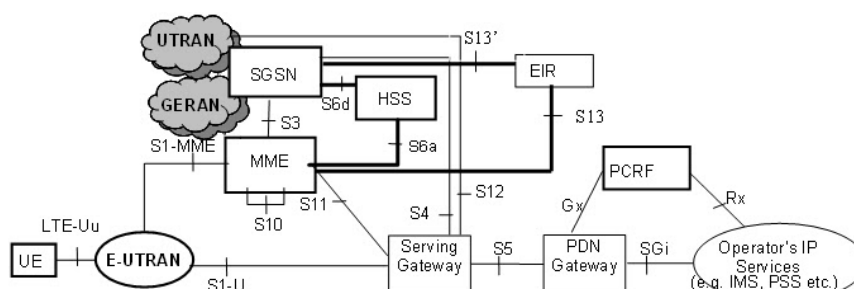 UTRAN
S13’
SGSN
EIR
GERAN
S6d
HSS
S3
S13
S1-MME
MME
S6a
PCRF
S12
S11
Gx
Rx
LTE-Uu
S10
S4
UE
E-UTRAN
Serving
Gateway
S5
PDN
Gateway
SGi
Operator's IP
Services
(e.g. IMS, PSS etc.)
S1-U